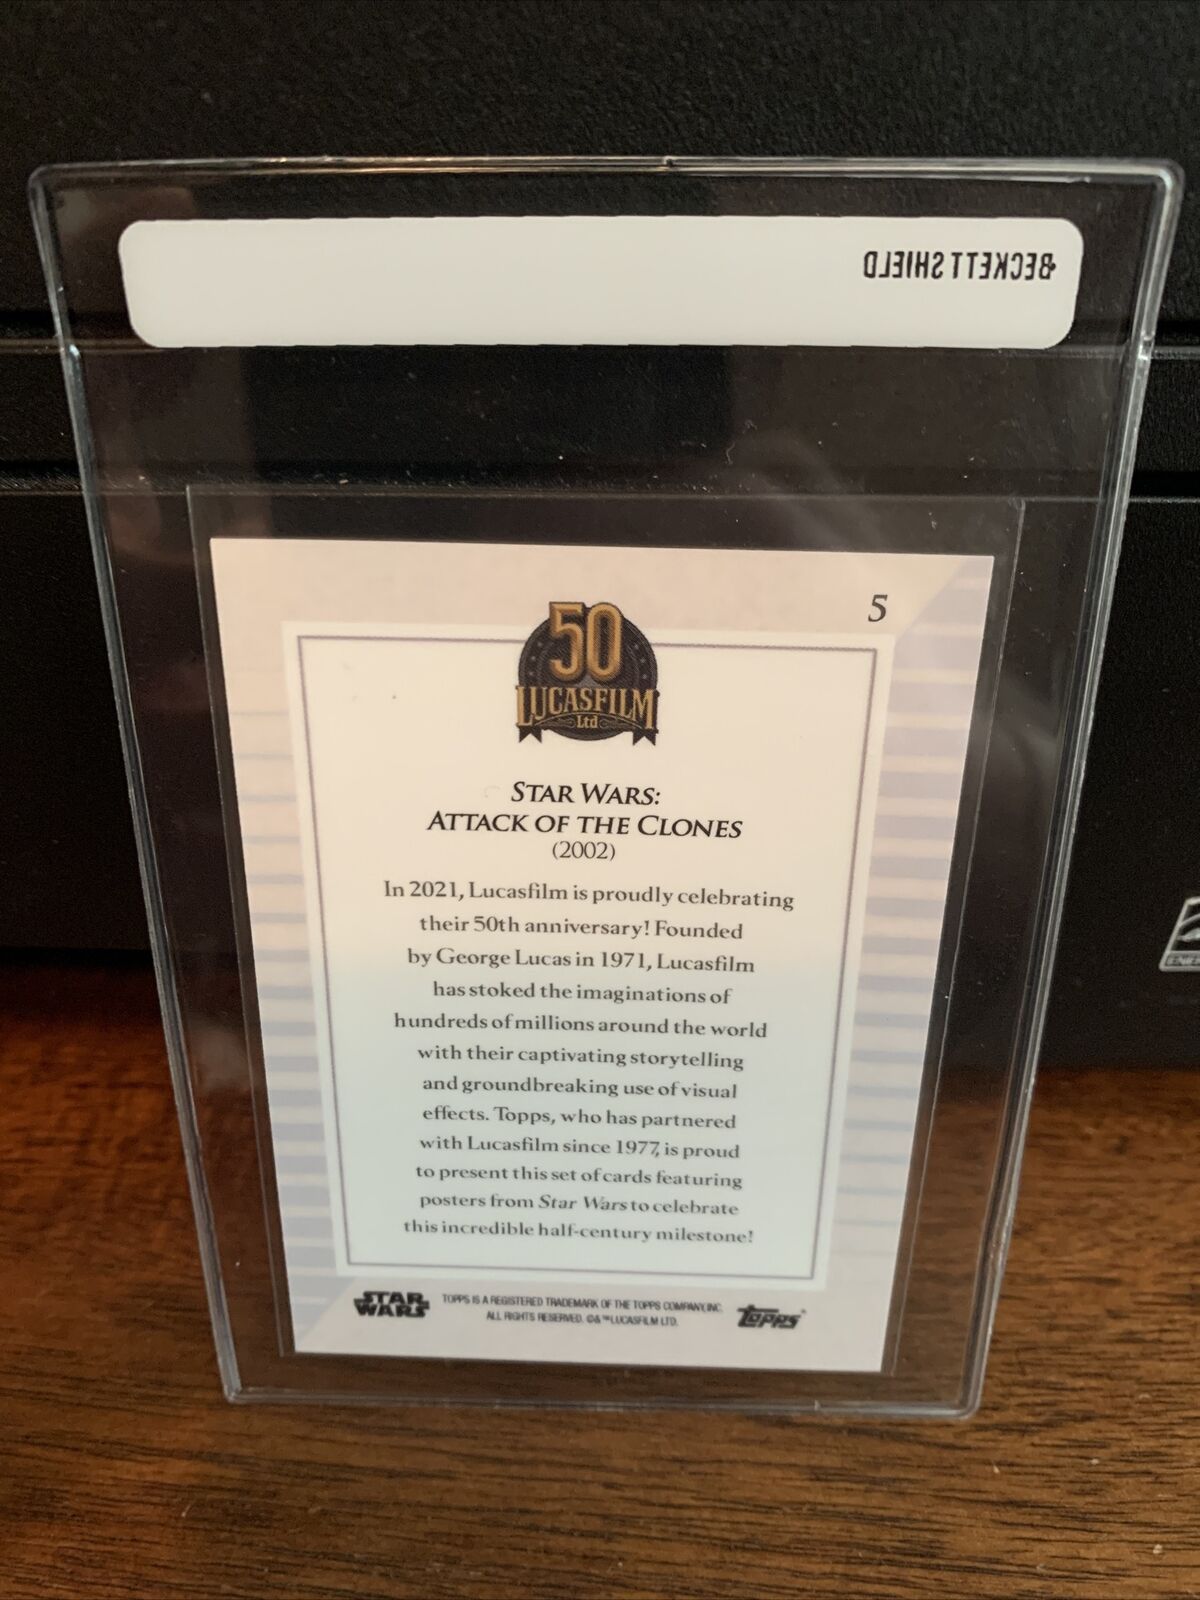 BECKETT SHIELD
5
50
LUCASFILM
Ltd
STAR WARS:
ATTACK OF THE CLONES
(2002)
In 2021, Lucasfilm is proudly celebrating
their 50th anniversary! Founded
by George Lucas in 1971, Lucasfilm
has stoked the imaginations of
hundreds of millions around the world
with their captivating storytelling
and groundbreaking use of visual
effects. Topps, who has partnered
with Lucasfilm since 1977, is proud
to present this set of cards featuring
posters from Star Wars to celebrate
this incredible half-century milestone!
STAR
WARS
TOPPS IS A REGISTERED TRADEMARK OF THE TOPPS COMPANY, INC.
ALL RIGHTS RESERVED. ©& ™ LUCASFILM LTD.
Topps®